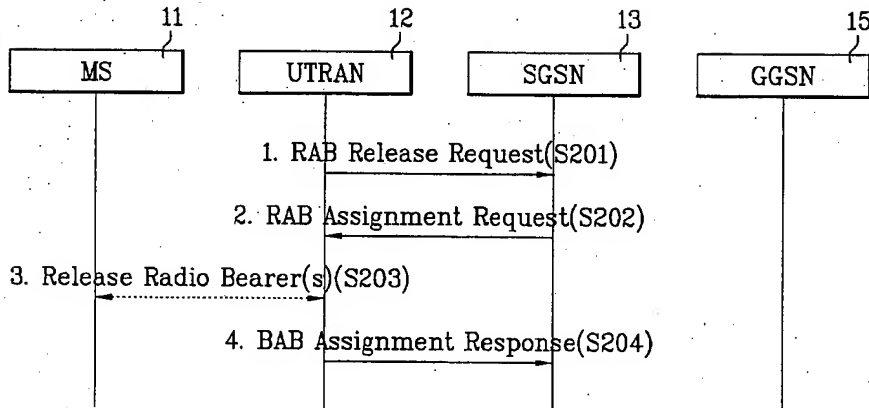 11 12 13 15
MS UTRAN SGSN GGSN
1. RAB Release Request(S201)
2. RAB Assignment Request(S202)
3. Release Radio Bearer(s)(S203)
4. BAB Assignment Response(S204)